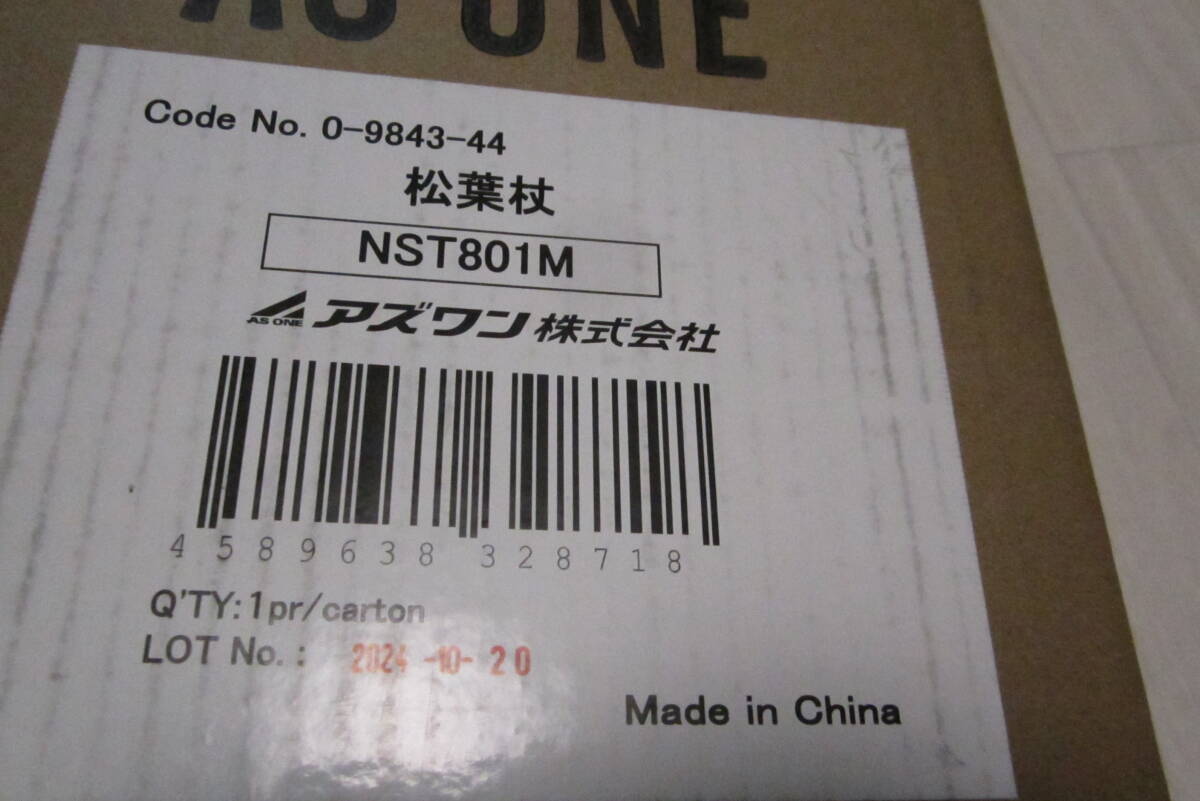 AS ONE
Code No. 0-9843-44
松葉杖
NST801M
AS ONE アズワン 株式会社
4 589638 328718
Q'TY:1pr/carton
LOT No.: 2024-10-20
Made in China